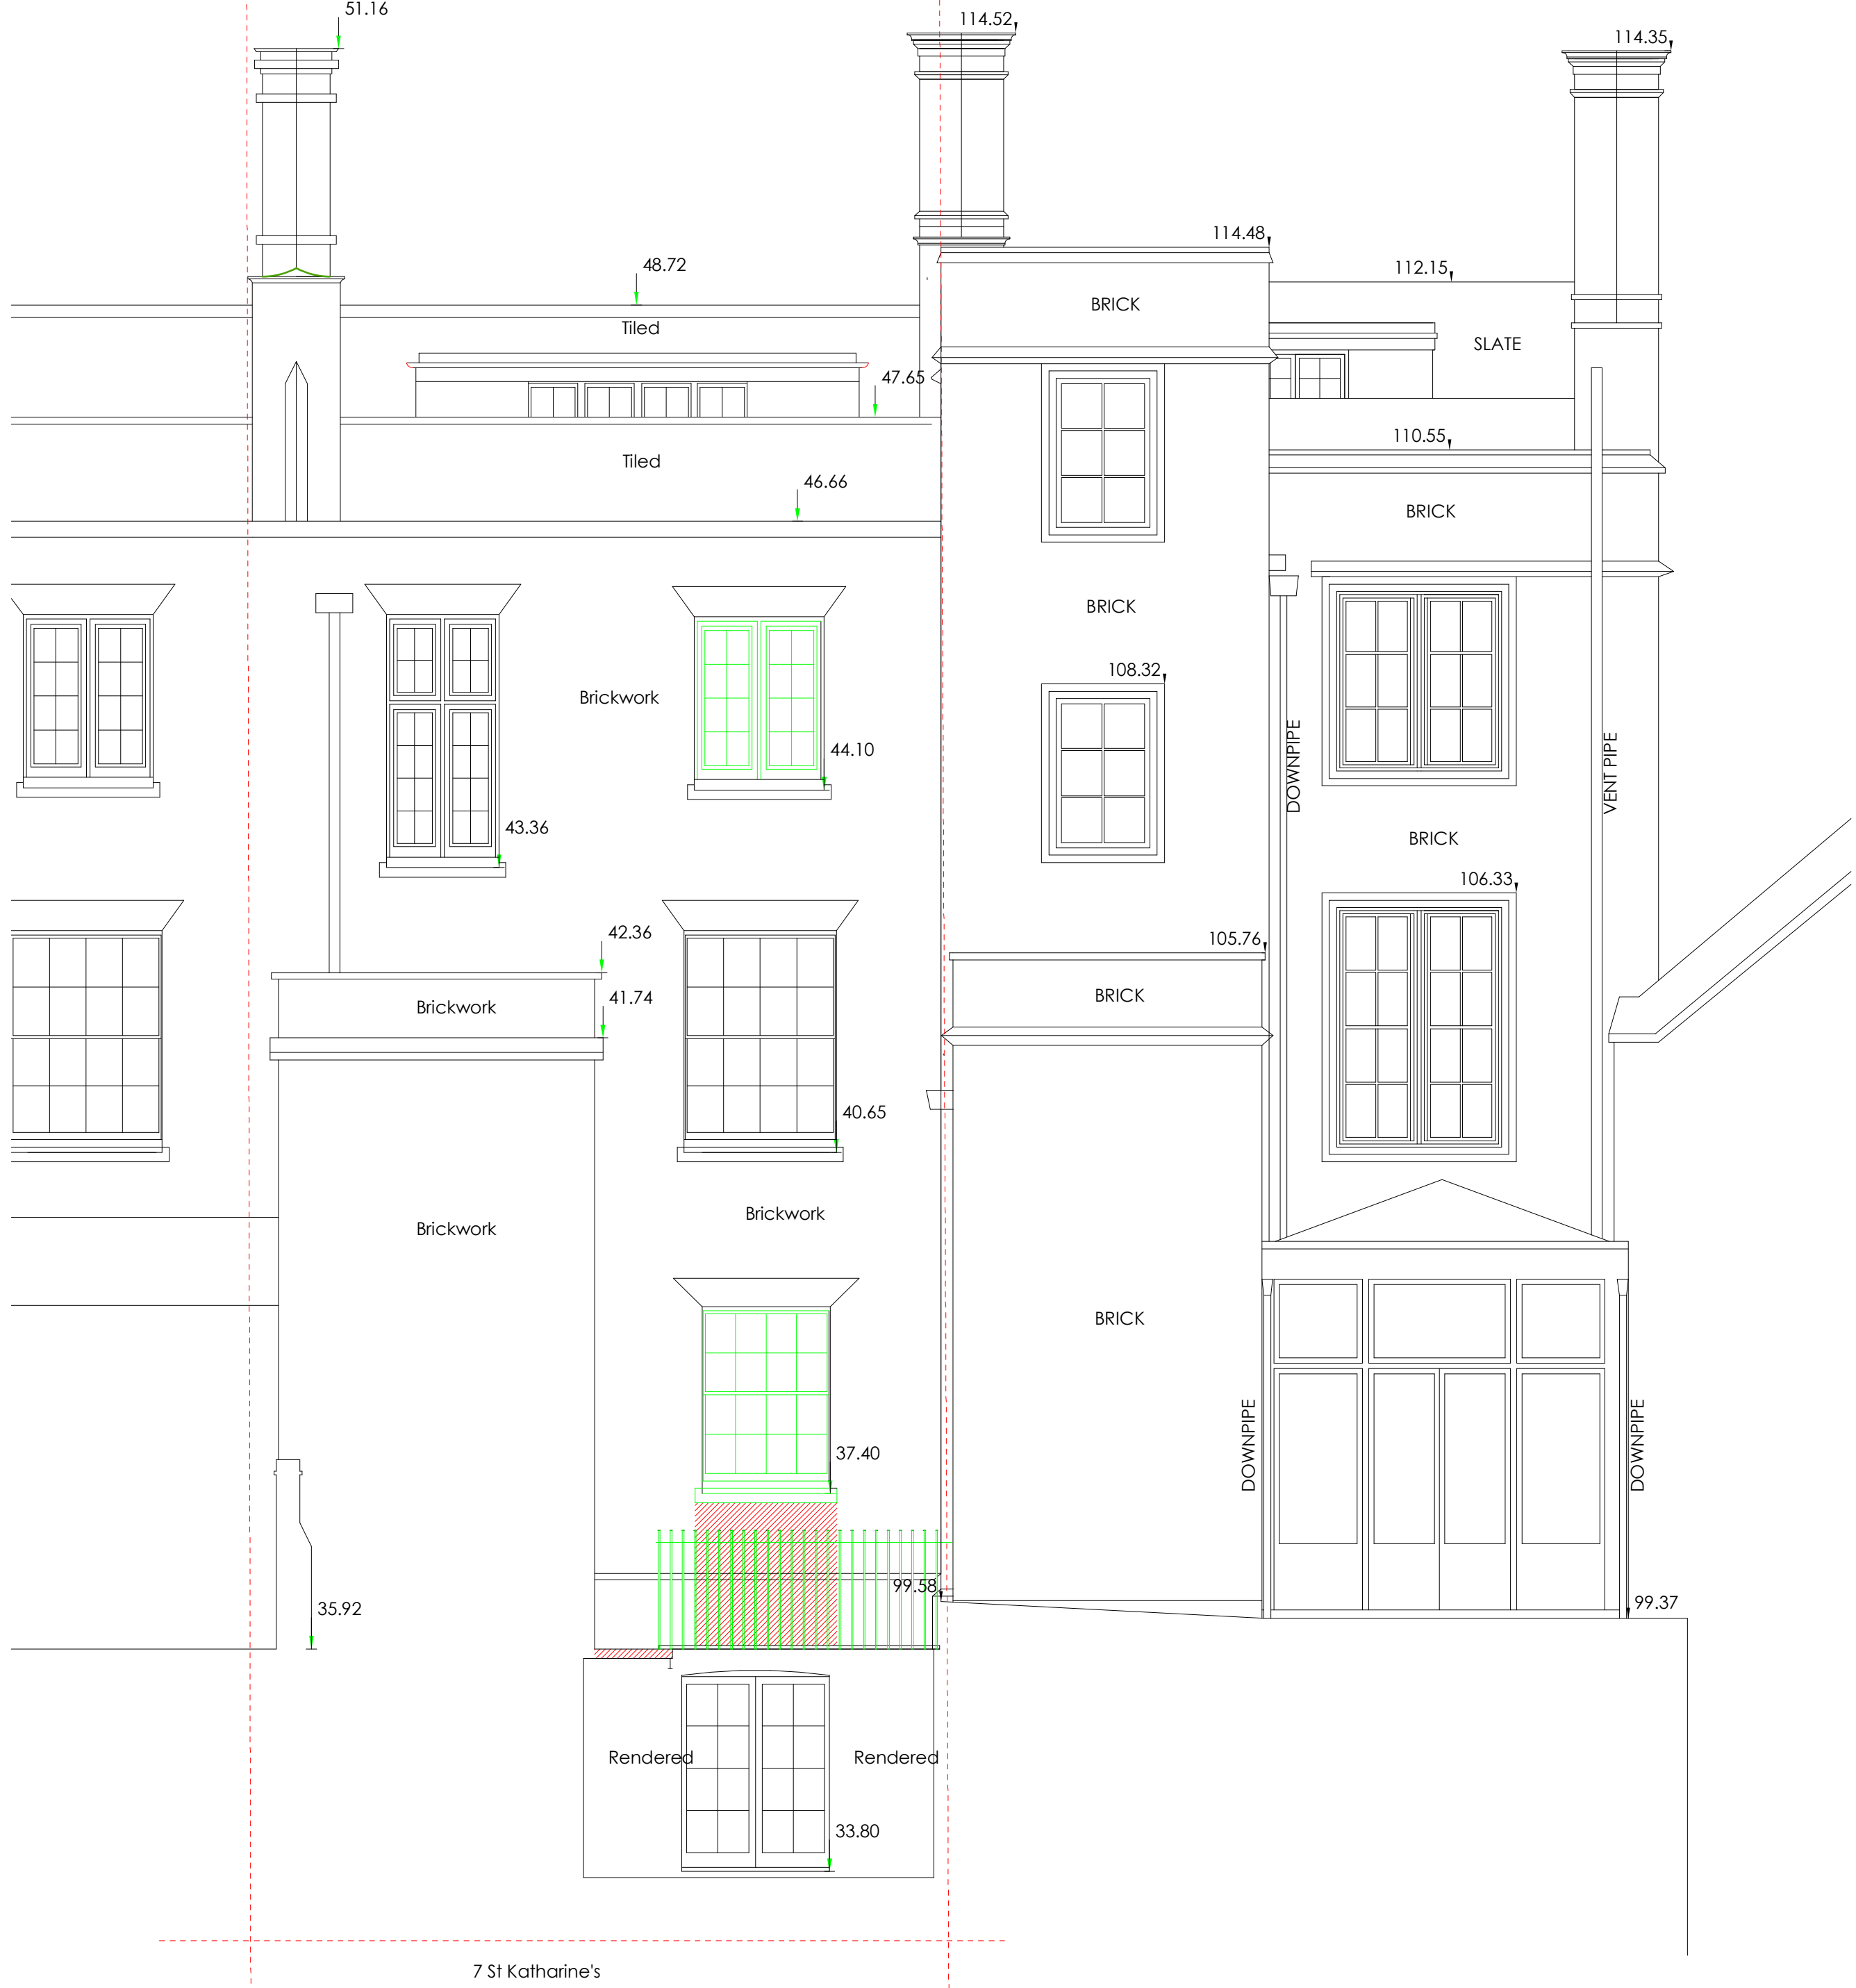 51.16
114.52
114.35
114.48
48.72
112.15
BRICK
Tiled
SLATE
47.65
110.55
Tiled
46.66
BRICK
BRICK
108.32
Brickwork
44.10
DOWNPIPE
VENT PIPE
43.36
BRICK
106.33
42.36
105.76
41.74
Brickwork
BRICK
40.65
Brickwork
Brickwork
BRICK
37.40
DOWNPIPE
DOWNPIPE
99.58
35.92
99.37
Rendered
Rendered
33.80
7 St Katharine's